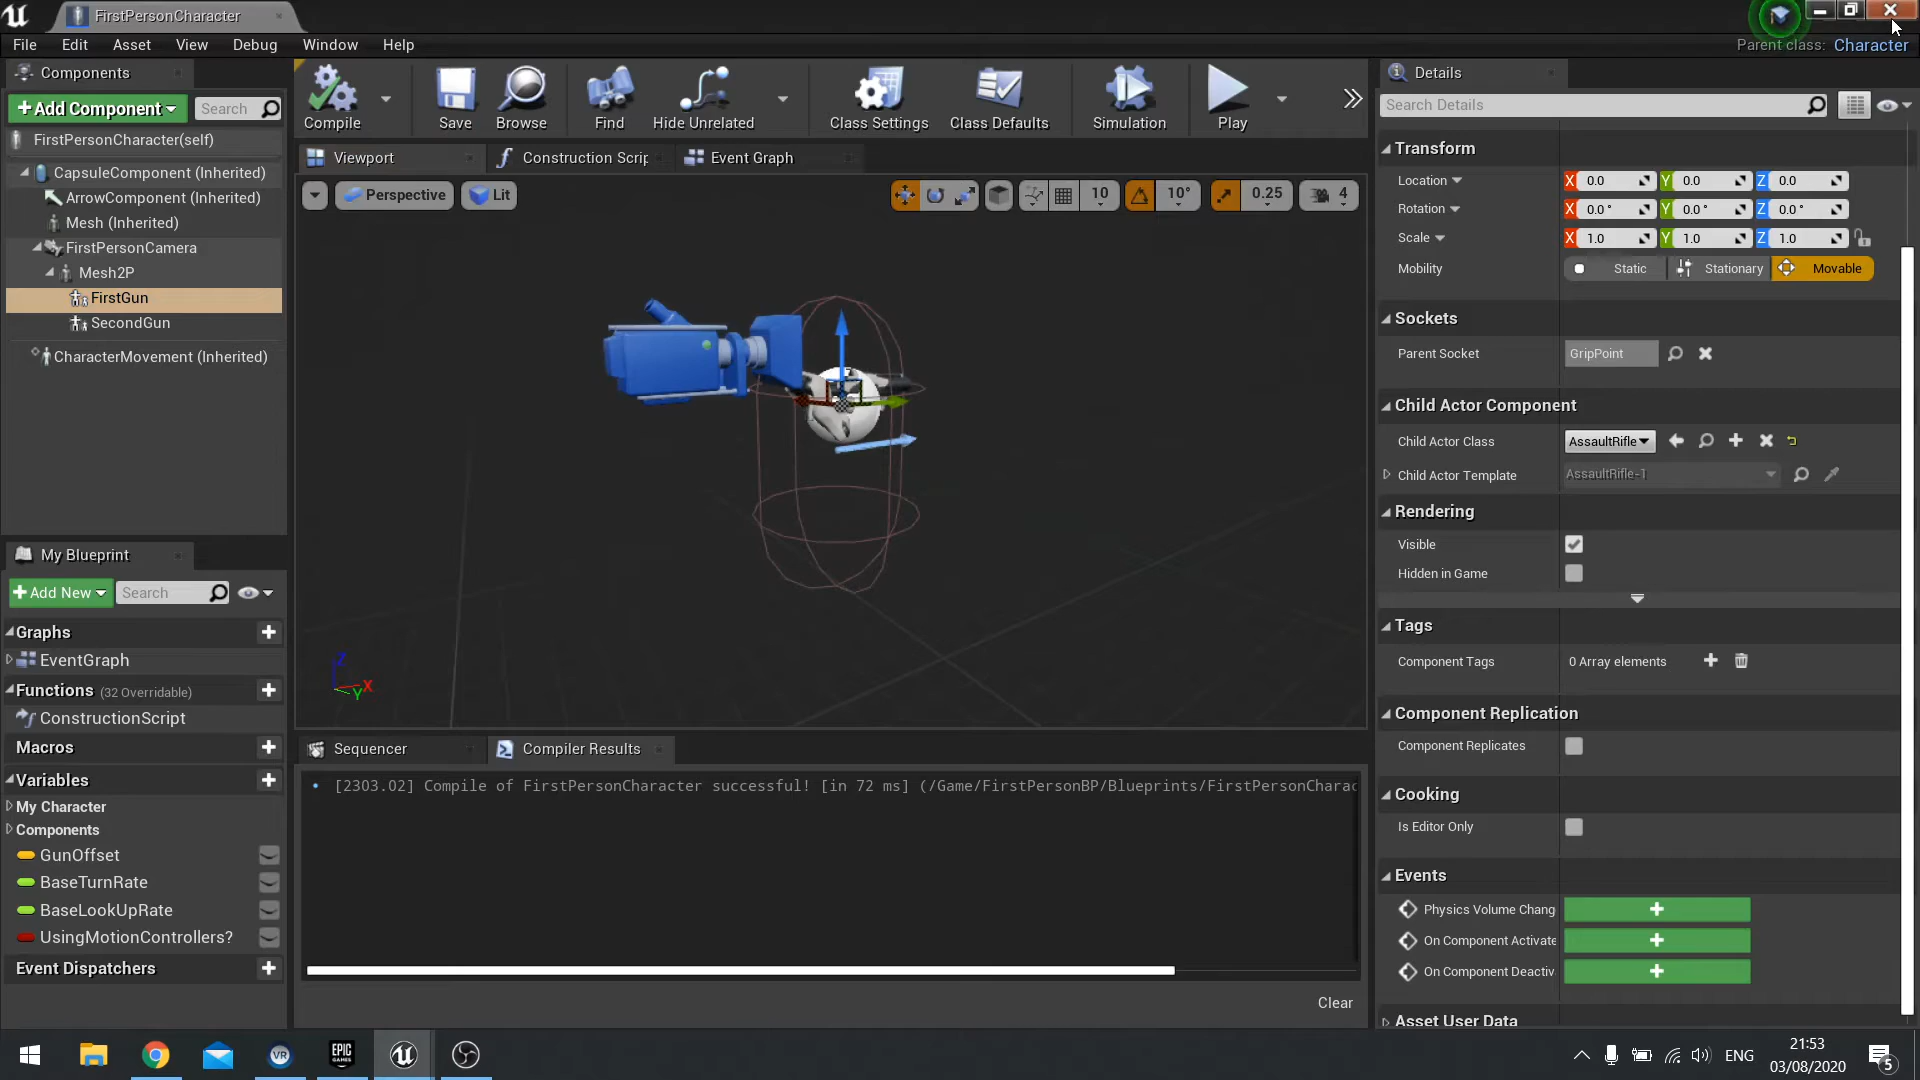 FirstPersonCharacter
File Edit Asset View Debug Window Help
Parent class: Character
Components
Add Component
Search
FirstPersonCharacter(self)
CapsuleComponent (Inherited)
ArrowComponent (Inherited)
Mesh (Inherited)
FirstPersonCamera
Mesh2P
FirstGun
SecondGun
CharacterMovement (Inherited)
My Blueprint
Add New
Search
Graphs
EventGraph
Functions (32 Overridable)
ConstructionScript
Macros
Variables
My Character
Components
GunOffset
BaseTurnRate
BaseLookUpRate
UsingMotionControllers?
Event Dispatchers
Compile Save Browse Find Hide Unrelated Class Settings Class Defaults Simulation Play
Viewport Construction Scrip Event Graph
Perspective Lit 10 10° 0.25 4
Z X Y
Sequencer Compiler Results
[2303.02] Compile of FirstPersonCharacter successful! [in 72 ms] (/Game/FirstPersonBP/Blueprints/FirstPersonCharac
Clear
Details
Search Details
Transform
Location X 0.0 Y 0.0 Z 0.0
Rotation X 0.0° Y 0.0° Z 0.0°
Scale X 1.0 Y 1.0 Z 1.0
Mobility Static Stationary Movable
Sockets
Parent Socket GripPoint
Child Actor Component
Child Actor Class AssaultRifle
Child Actor Template AssaultRifle-1
Rendering
Visible
Hidden in Game
Tags
Component Tags 0 Array elements
Component Replication
Component Replicates
Cooking
Is Editor Only
Events
Physics Volume Chang
On Component Activate
On Component Deactiv
Asset User Data
VR
EPIC GAMES
ENG
21:53
03/08/2020
5